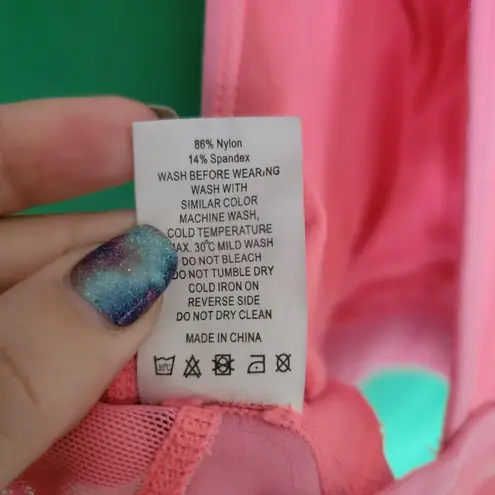 86% Nylon
14% Spandex
WASH BEFORE WEARING
WASH WITH
SIMILAR COLOR
MACHINE WASH,
COLD TEMPERATURE
MAX. 30°C MILD WASH
DO NOT BLEACH
DO NOT TUMBLE DRY
COLD IRON ON
REVERSE SIDE
DO NOT DRY CLEAN
MADE IN CHINA
30°C